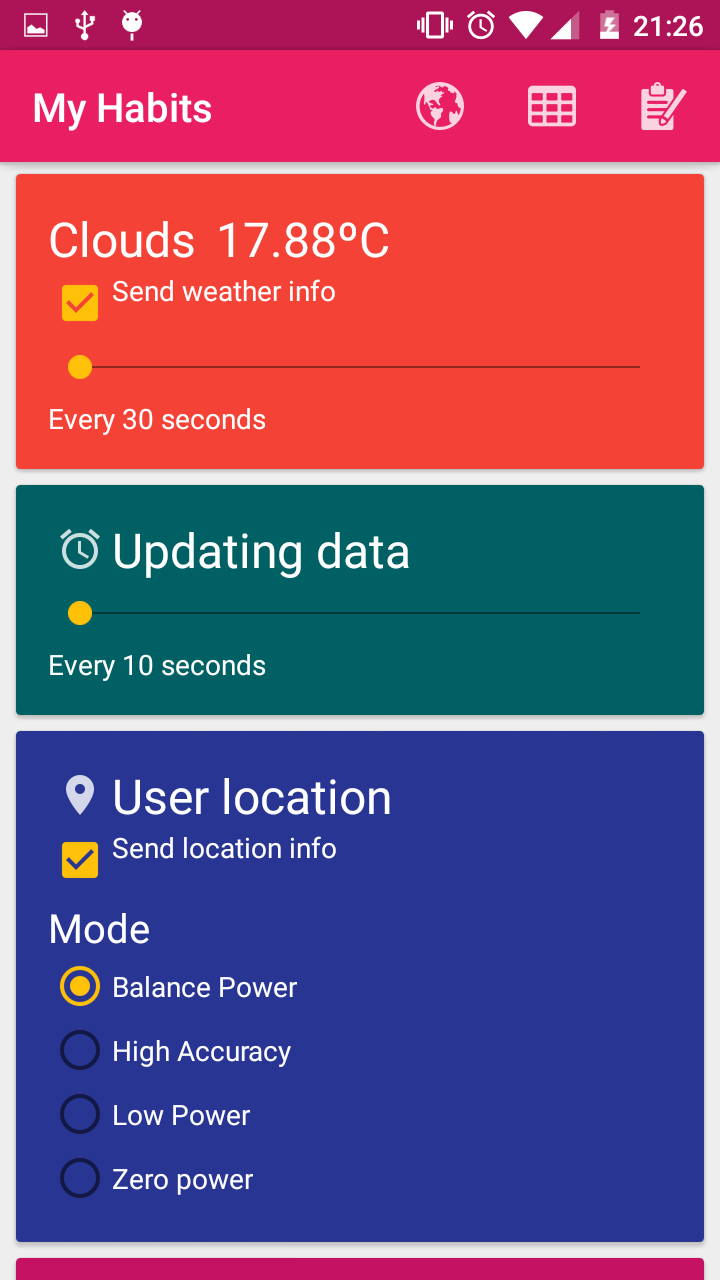 21:26
My Habits
Clouds 17.88ºC
Send weather info
Every 30 seconds
Updating data
Every 10 seconds
User location
Send location info
Mode
Balance Power
High Accuracy
Low Power
Zero power